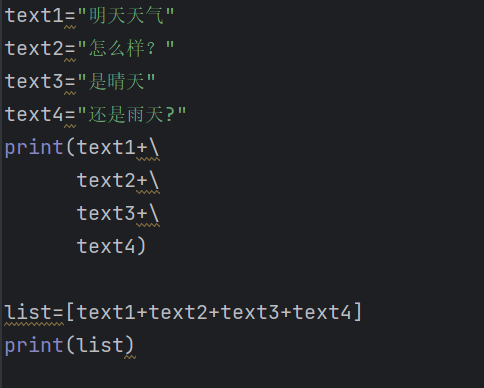 text1="明天天气"
text2="怎么样？"
text3="是晴天"
text4="还是雨天?"
print(text1+\
      text2+\
      text3+\
      text4)
list=[text1+text2+text3+text4]
print(list)